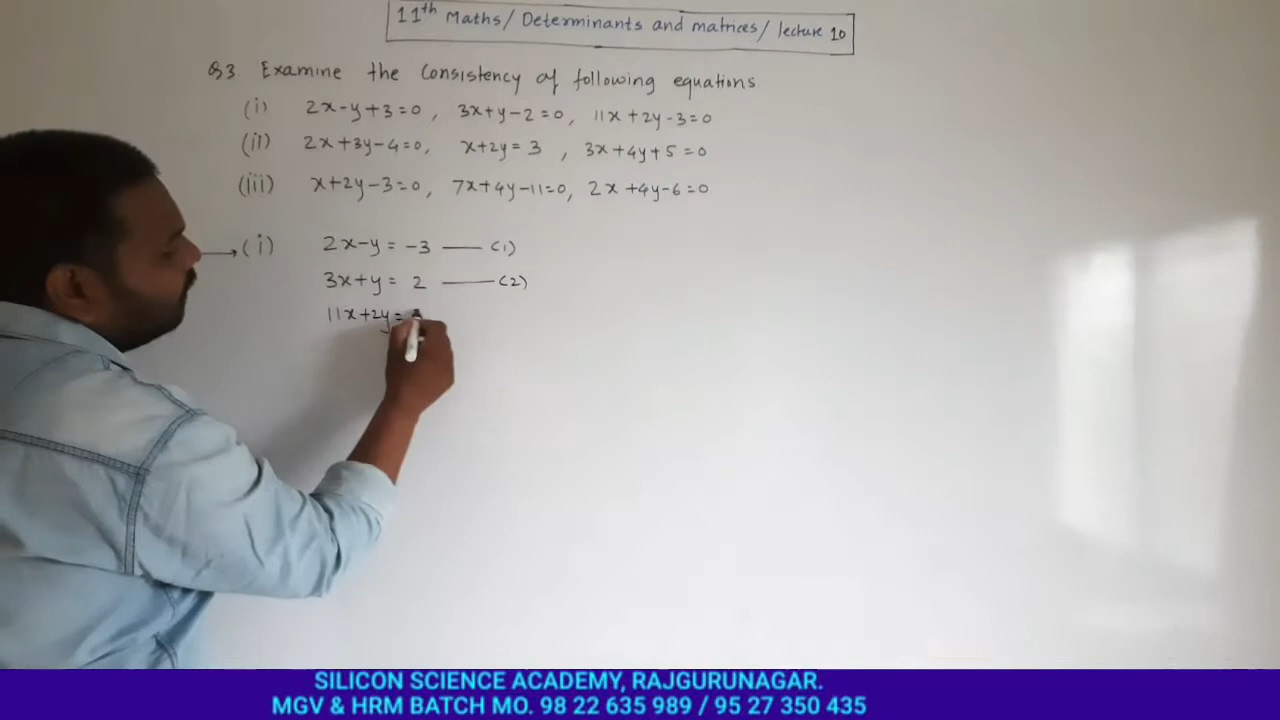 11th Maths/ Determinants and matrices/ lecture 10
Q3. Examine the Consistency of following equations.
(i) 2x-y+3=0, 3x+y-2=0, 11x+2y-3=0
(ii) 2x+3y-4=0, x+2y=3, 3x+4y+5=0
(iii) x+2y-3=0, 7x+4y-11=0, 2x+4y-6=0
→(i) 2x-y = -3 —— (1)
3x+y = 2 —— (2)
11x+2y=
SILICON SCIENCE ACADEMY, RAJGURUNAGAR.
MGV & HRM BATCH MO. 98 22 635 989 / 95 27 350 435